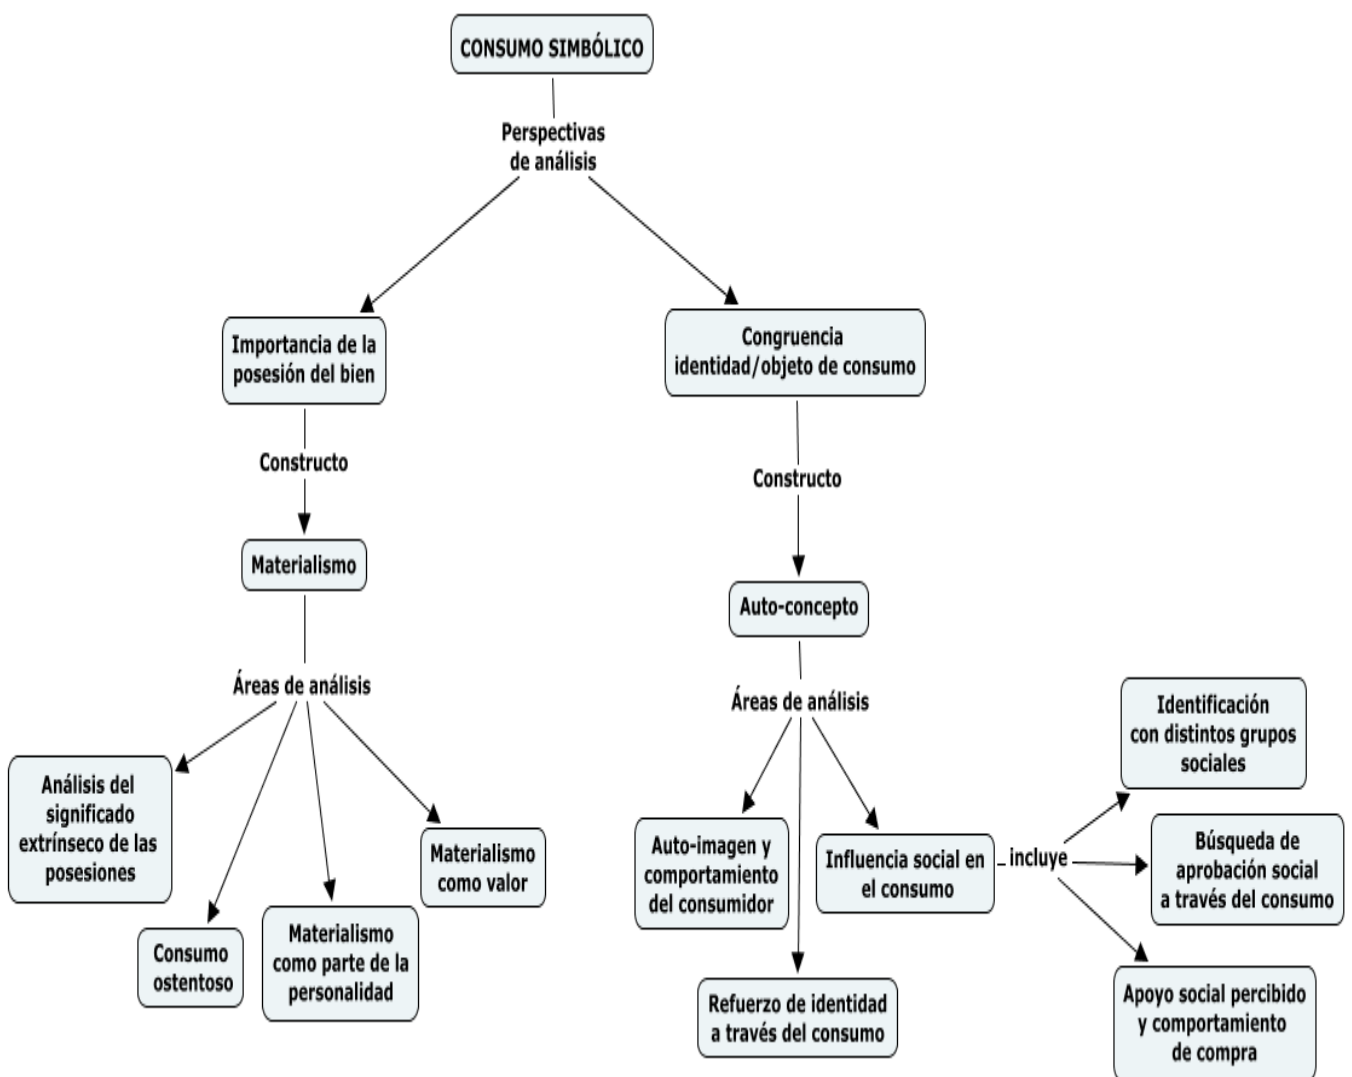 CONSUMO SIMBÓLICO
Perspectivas
de análisis
Importancia de la
posesión del bien
Constructo
Materialismo
Áreas de análisis
Análisis del
significado
extrínseco de las
posesiones
Consumo
ostentoso
Materialismo
como parte de la
personalidad
Materialismo
como valor
Congruencia
identidad/objeto de consumo
Constructo
Auto-concepto
Áreas de análisis
Auto-imagen y
comportamiento
del consumidor
Refuerzo de identidad
a través del consumo
Influencia social en
el consumo
incluye
Identificación
con distintos grupos
sociales
Búsqueda de
aprobación social
a través del consumo
Apoyo social percibido
y comportamiento
de compra